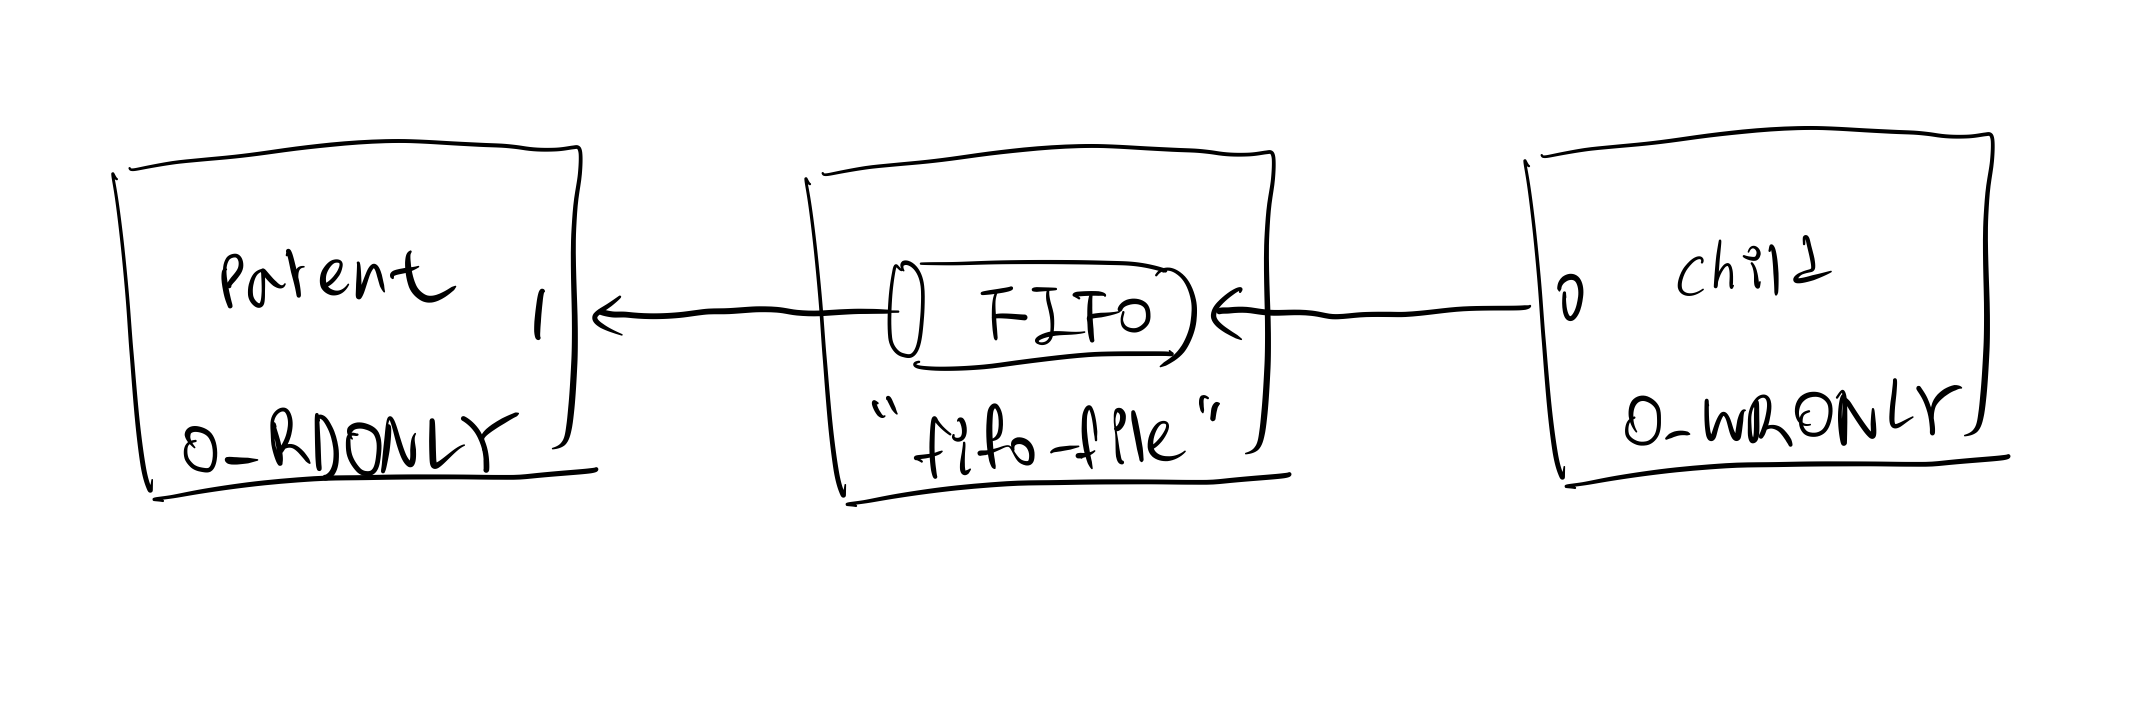 Parent
1
O_RDONLY
FIFO
"fifo-file"
0
child
O_WRONLY